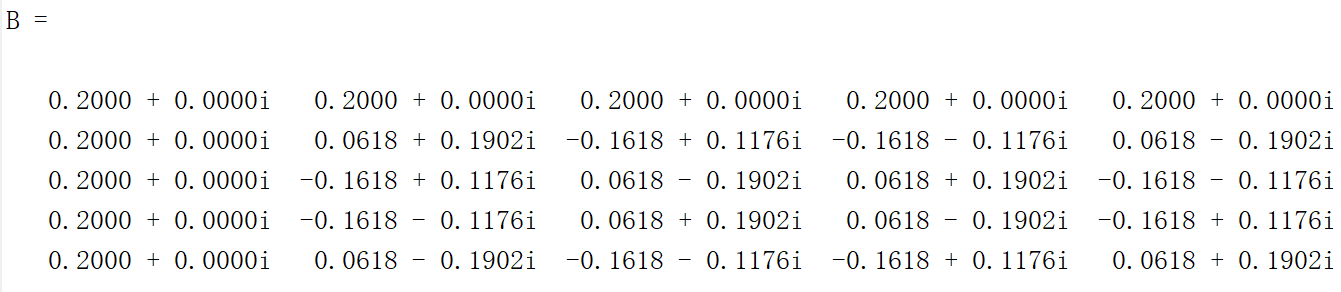 B =
0.2000 + 0.0000i 0.2000 + 0.0000i 0.2000 + 0.0000i 0.2000 + 0.0000i 0.2000 + 0.0000i
0.2000 + 0.0000i 0.0618 + 0.1902i -0.1618 + 0.1176i -0.1618 - 0.1176i 0.0618 - 0.1902i
0.2000 + 0.0000i -0.1618 + 0.1176i 0.0618 - 0.1902i 0.0618 + 0.1902i -0.1618 - 0.1176i
0.2000 + 0.0000i -0.1618 - 0.1176i 0.0618 + 0.1902i 0.0618 - 0.1902i -0.1618 + 0.1176i
0.2000 + 0.0000i 0.0618 - 0.1902i -0.1618 - 0.1176i -0.1618 + 0.1176i 0.0618 + 0.1902i